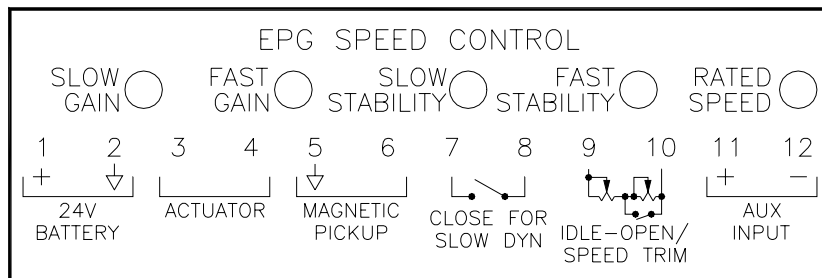 EPG SPEED CONTROL
SLOW GAIN
FAST GAIN
SLOW STABILITY
FAST STABILITY
RATED SPEED
1 2 3 4 5 6 7 8 9 10 11 12
+ + −
24V BATTERY
ACTUATOR
MAGNETIC PICKUP
CLOSE FOR SLOW DYN
IDLE-OPEN/ SPEED TRIM
AUX INPUT